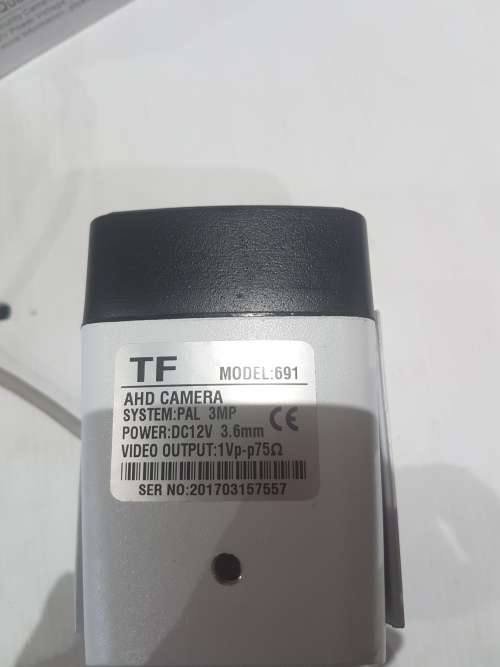 TF MODEL:691
AHD CAMERA
SYSTEM:PAL 3MP
POWER:DC12V 3.6mm CE
VIDEO OUTPUT:1Vp-p75Ω
SER NO:201703157557